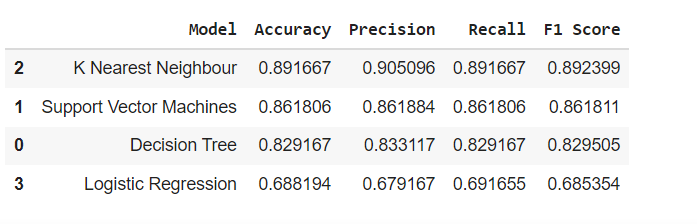 Model Accuracy Precision Recall F1 Score
2 K Nearest Neighbour 0.891667 0.905096 0.891667 0.892399
1 Support Vector Machines 0.861806 0.861884 0.861806 0.861811
0 Decision Tree 0.829167 0.833117 0.829167 0.829505
3 Logistic Regression 0.688194 0.679167 0.691655 0.685354